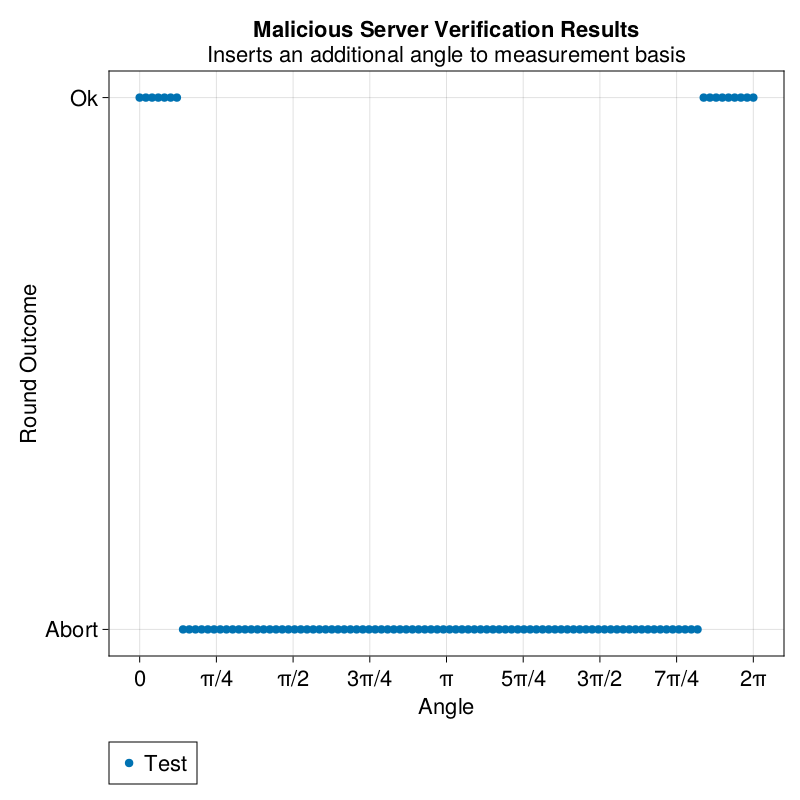 Malicious Server Verification Results
Inserts an additional angle to measurement basis
Ok
Round Outcome
Abort
0 π/4 π/2 3π/4 π 5π/4 3π/2 7π/4 2π
Angle
Test